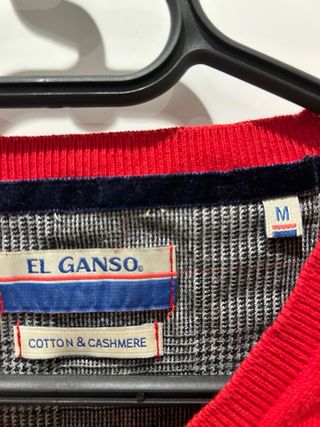 M
EL GANSO®
COTTON & CASHMERE